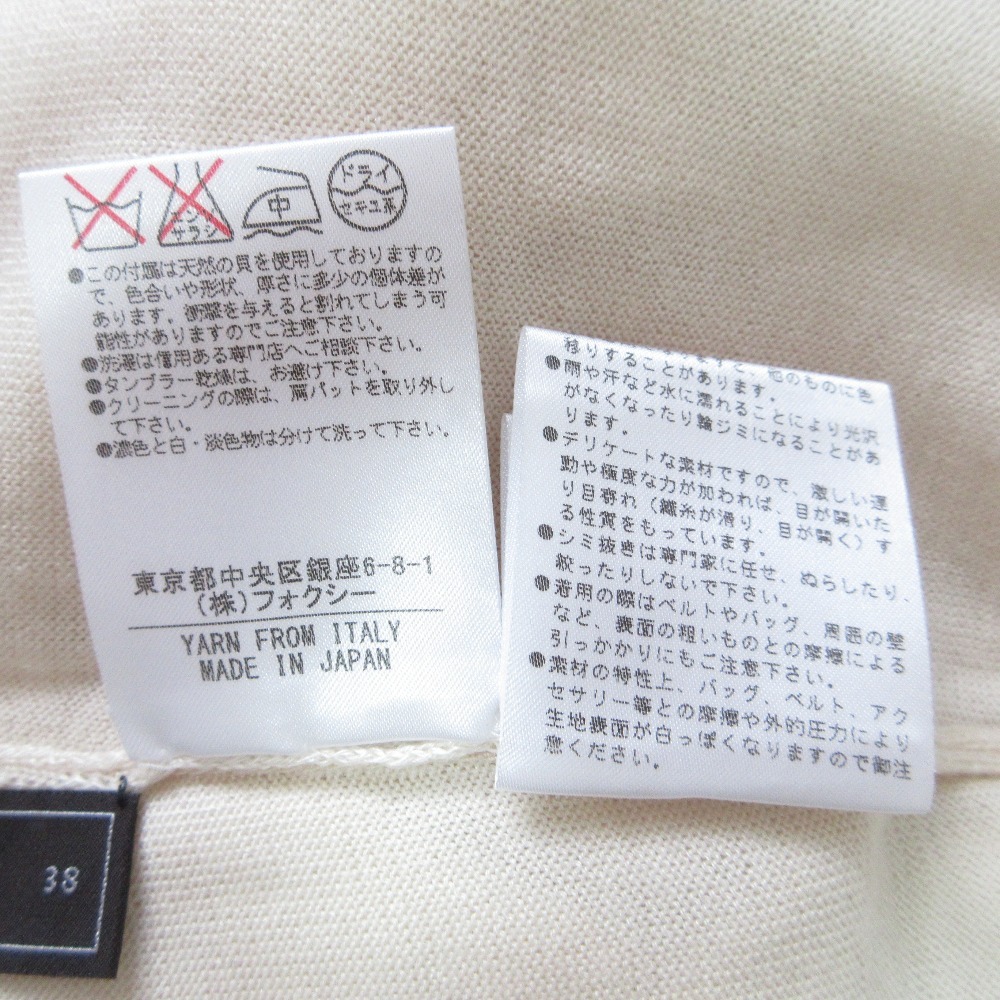 エンソ
サラシ
中
ドライ
セキユ系
●この付属は天然の貝を使用しておりますの
で、色合いや形状、厚さに多少の個体差が
あります。衝撃を与えると割れてしまう可
能性がありますのでご注意下さい。
●洗濯は信用ある専門店へご相談下さい。
●タンブラー乾燥は、お避け下さい。
●クリーニングの際は、肩パットを取り外し
て下さい。
●濃色と白・淡色物は分けて洗って下さい。
東京都中央区銀座6-8-1
(株)フォクシー
YARN FROM ITALY
MADE IN JAPAN
38
すと、他のものに色
移りすることがあります。
●雨や汗など水に濡れることにより光沢
がなくなったり輪ジミになることがあ
ります。
●デリケートな素材ですので、激しい運
動や極度な力が加われば、目が開いた
り目寄れ(織糸が滑り、目が開く)す
る性質をもっています。
●シミ抜きは専門家に任せ、ぬらしたり、
絞ったりしないで下さい。
●着用の際はベルトやバッグ、周囲の壁
など、表面の粗いものとの摩擦による
引っかかりにもご注意下さい。
●素材の特性上、バッグ、ベルト、アク
セサリー等との摩擦や外的圧力により
生地表面が白っぽくなりますので御注
意ください。